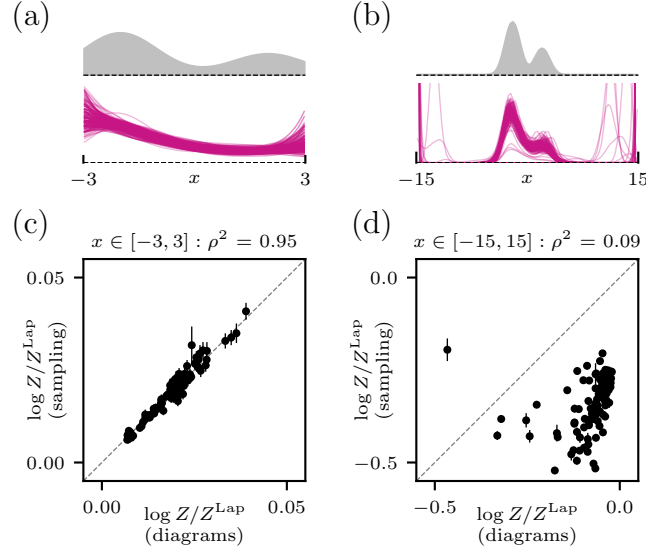 (a)
(b)
−3
x
3
−15
x
15
(c)
(d)
x ∈ [−3, 3] : ρ² = 0.95
x ∈ [−15, 15] : ρ² = 0.09
0.05
0.00
log Z/Z^Lap
(sampling)
0.00
0.05
log Z/Z^Lap
(diagrams)
0.0
−0.5
log Z/Z^Lap
(sampling)
−0.5
0.0
log Z/Z^Lap
(diagrams)